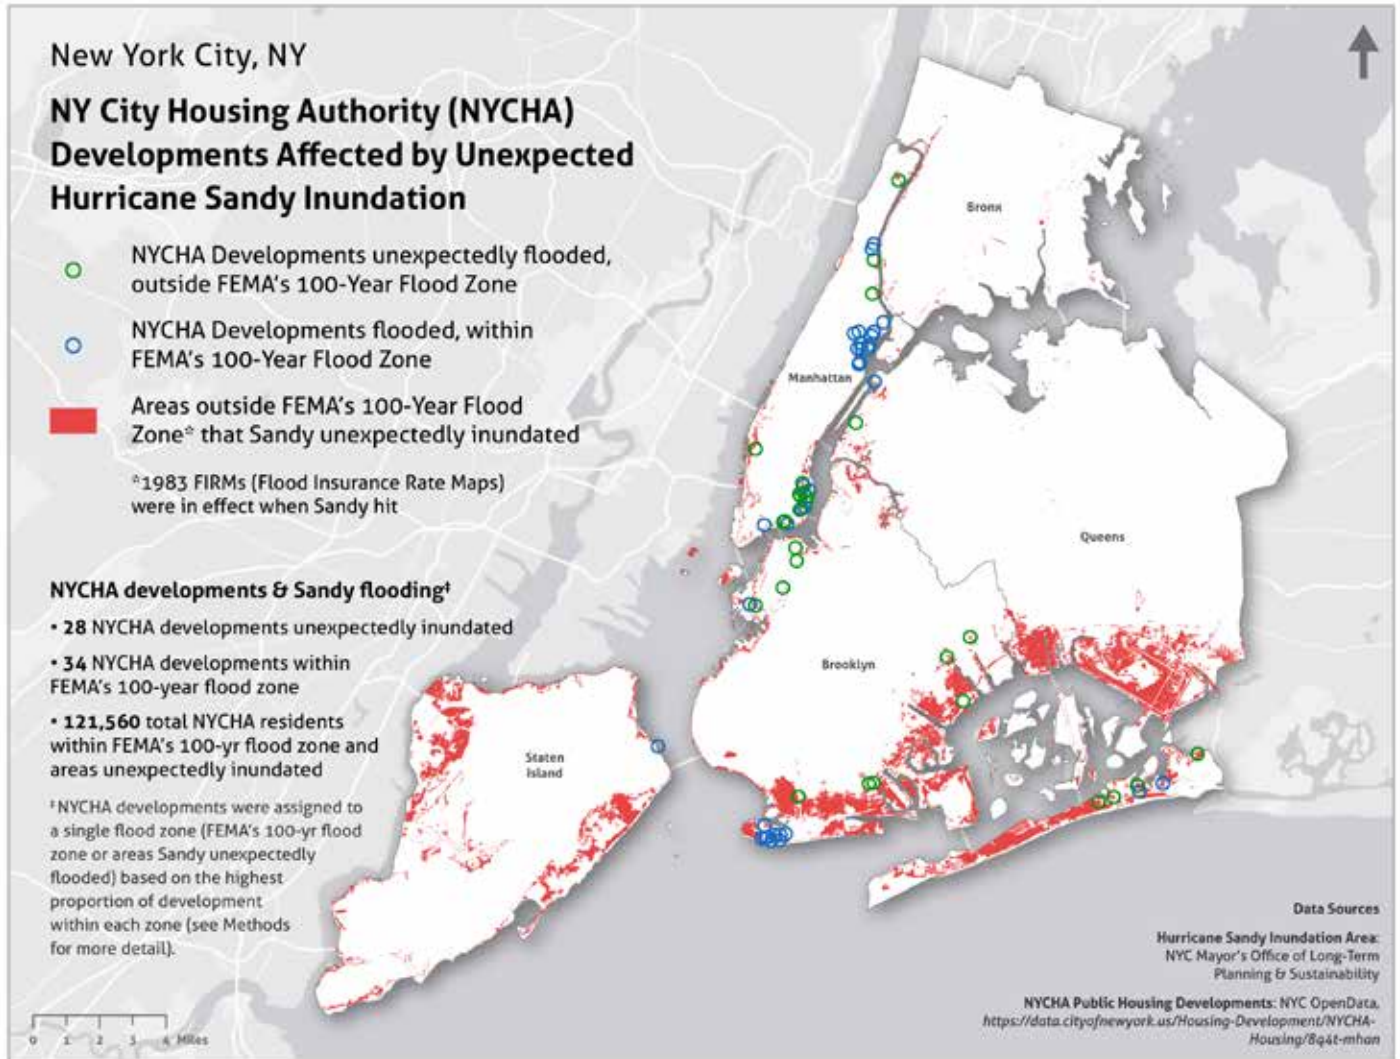 New York City, NY
NY City Housing Authority (NYCHA)
Developments Affected by Unexpected
Hurricane Sandy Inundation
NYCHA Developments unexpectedly flooded,
outside FEMA's 100-Year Flood Zone
NYCHA Developments flooded, within
FEMA's 100-Year Flood Zone
Areas outside FEMA's 100-Year Flood
Zone* that Sandy unexpectedly inundated
*1983 FIRMs (Flood Insurance Rate Maps)
were in effect when Sandy hit
NYCHA developments & Sandy flooding‡
• 28 NYCHA developments unexpectedly inundated
• 34 NYCHA developments within
FEMA's 100-year flood zone
• 121,560 total NYCHA residents
within FEMA's 100-yr flood zone and
areas unexpectedly inundated
‡NYCHA developments were assigned to
a single flood zone (FEMA's 100-yr flood
zone or areas Sandy unexpectedly
flooded) based on the highest
proportion of development
within each zone (see Methods
for more detail).
0 1 2 3 4 Miles
Bronx
Manhattan
Queens
Brooklyn
Staten
Island
Data Sources
Hurricane Sandy Inundation Area:
NYC Mayor's Office of Long-Term
Planning & Sustainability
NYCHA Public Housing Developments: NYC OpenData,
https://data.cityofnewyork.us/Housing-Development/NYCHA-
Housing/8q4t-mhan